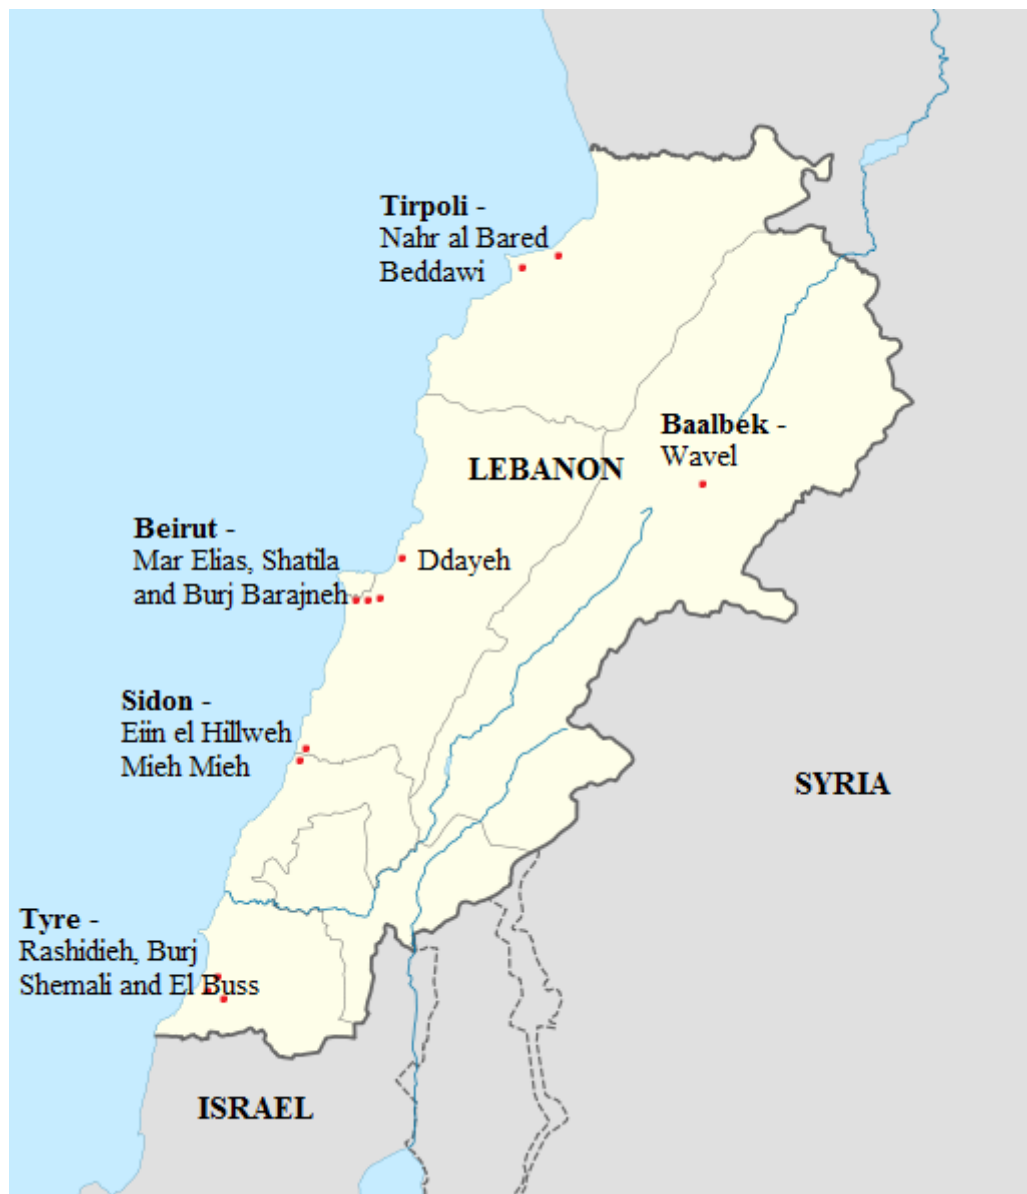 Tirpoli -
Nahr al Bared
Beddawi
Baalbek -
Wavel
LEBANON
Beirut -
Mar Elias, Shatila
and Burj Barajneh
Ddayeh
Sidon -
Eiin el Hillweh
Mieh Mieh
SYRIA
Tyre -
Rashidieh, Burj
Shemali and El Buss
ISRAEL